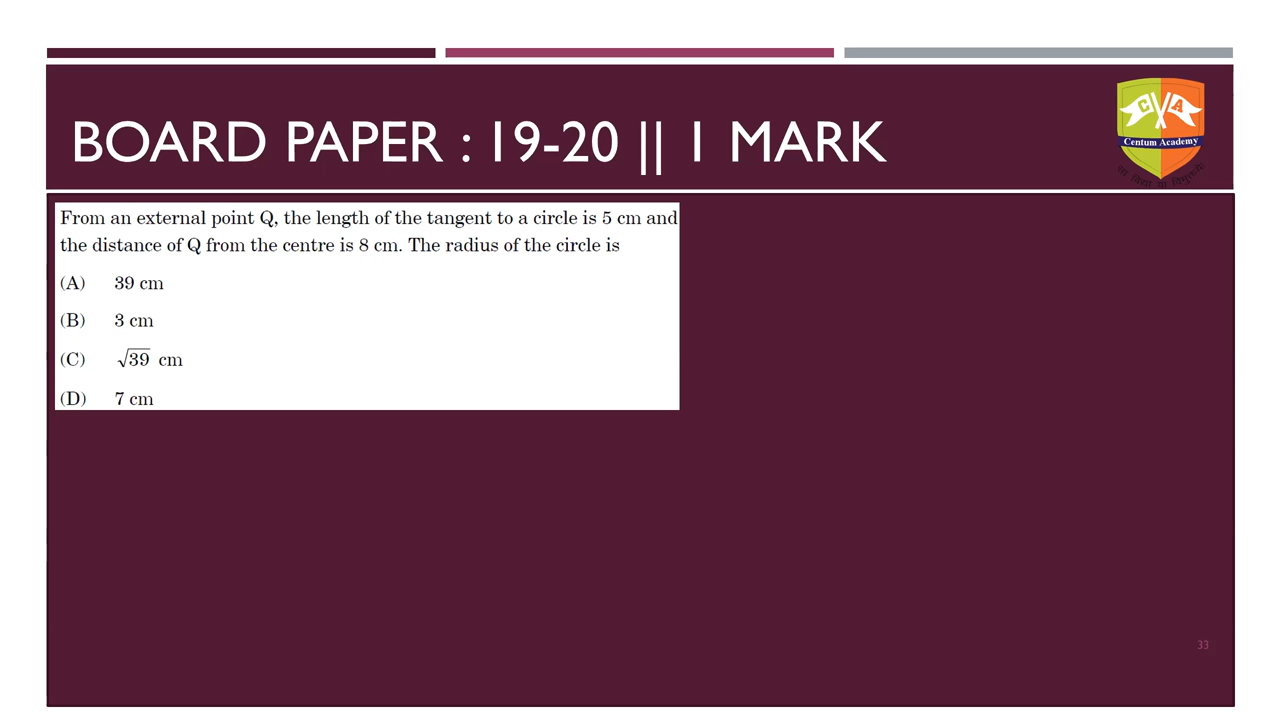 BOARD PAPER : 19-20 || 1 MARK
C A
Centum Academy
From an external point Q, the length of the tangent to a circle is 5 cm and
the distance of Q from the centre is 8 cm. The radius of the circle is
(A) 39 cm
(B) 3 cm
(C) √39 cm
(D) 7 cm
33